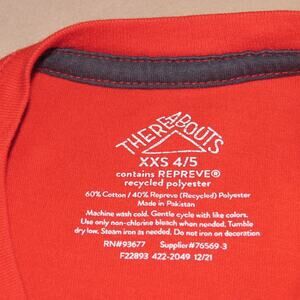 THEREABOUTS
XXS 4/5
contains REPREVE®
recycled polyester
60% Cotton / 40% Repreve (Recycled) Polyester
Made in Pakistan
Machine wash cold. Gentle cycle with like colors.
Use only non-chlorine bleach when needed. Tumble
dry low. Steam iron as needed. Do not iron on decoration
RN#93677 Supplier#76569-3
F22893 422-2049 12/21